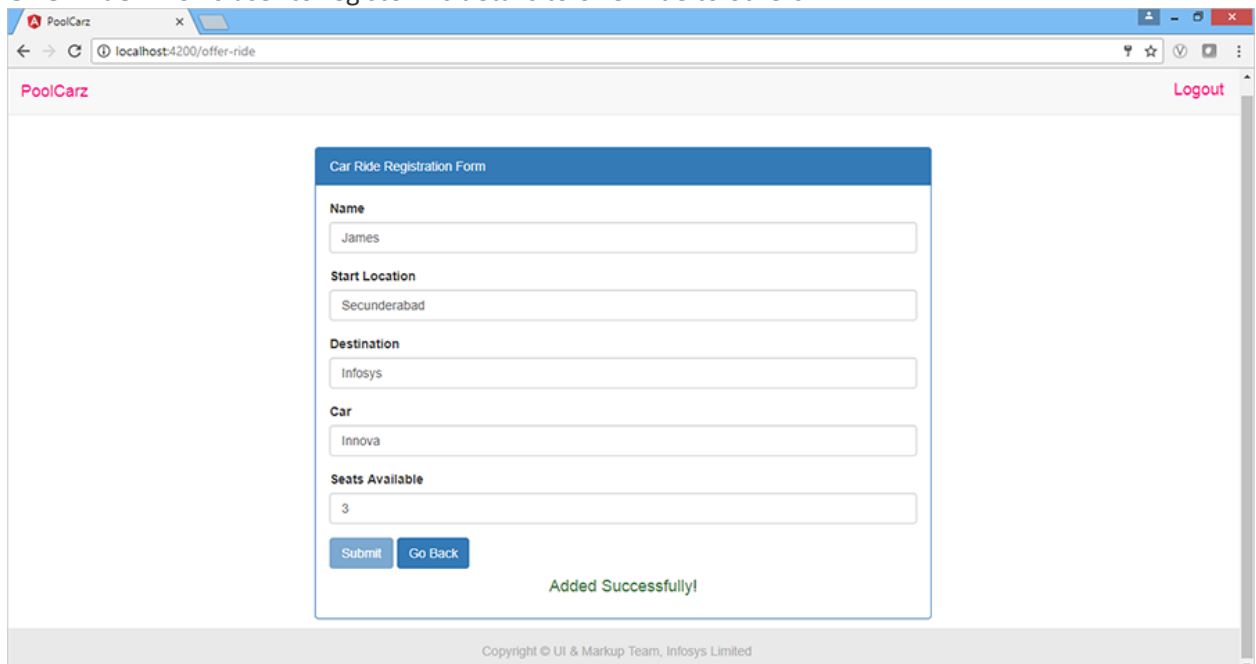 PoolCarz
localhost:4200/offer-ride
PoolCarz
Logout
Car Ride Registration Form
Name
James
Start Location
Secunderabad
Destination
Infosys
Car
Innova
Seats Available
3
Submit Go Back
Added Successfully!
Copyright © UI & Markup Team, Infosys Limited